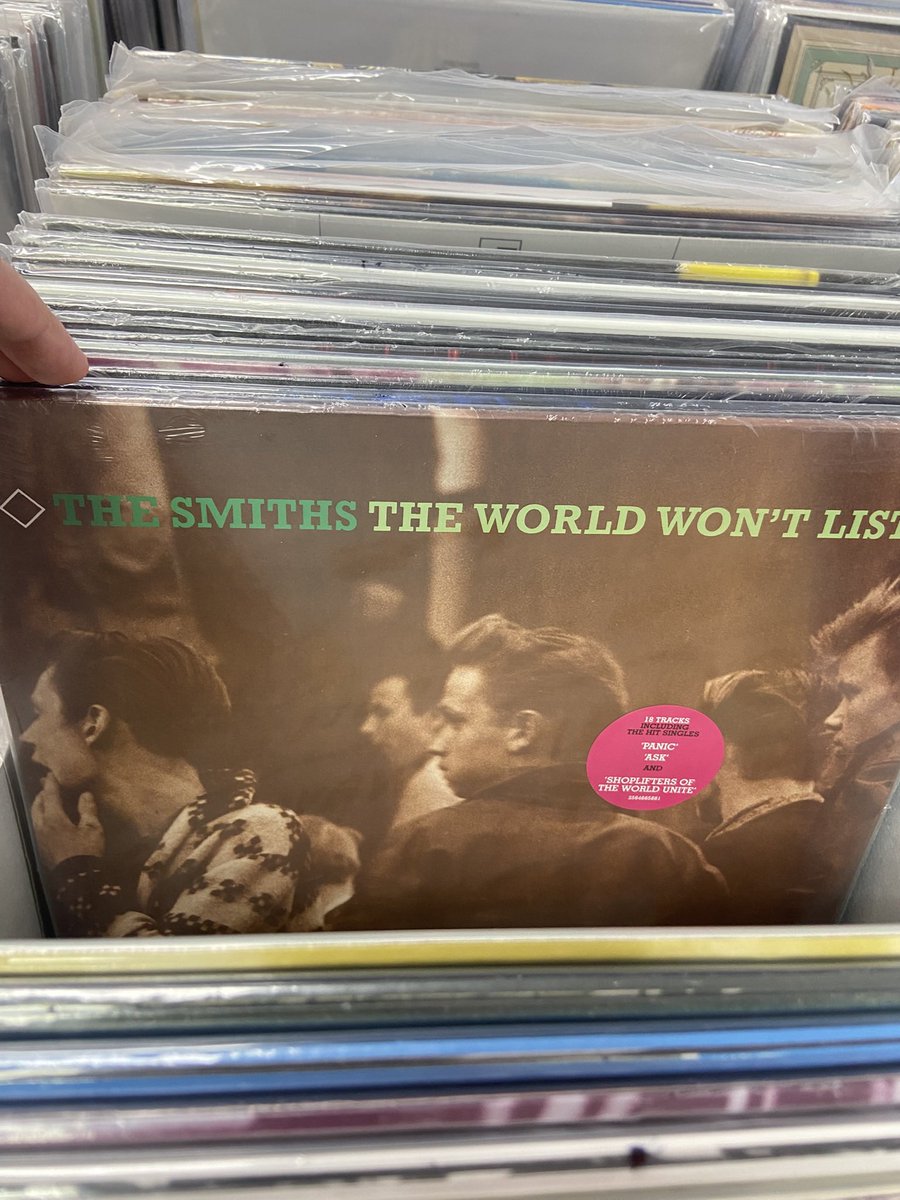 THE SMITHS THE WORLD WON'T LIST
18 TRACKS
INCLUDING
THE HIT SINGLES
'PANIC'
'ASK'
AND
'SHOPLIFTERS OF
THE WORLD UNITE'
2564665881